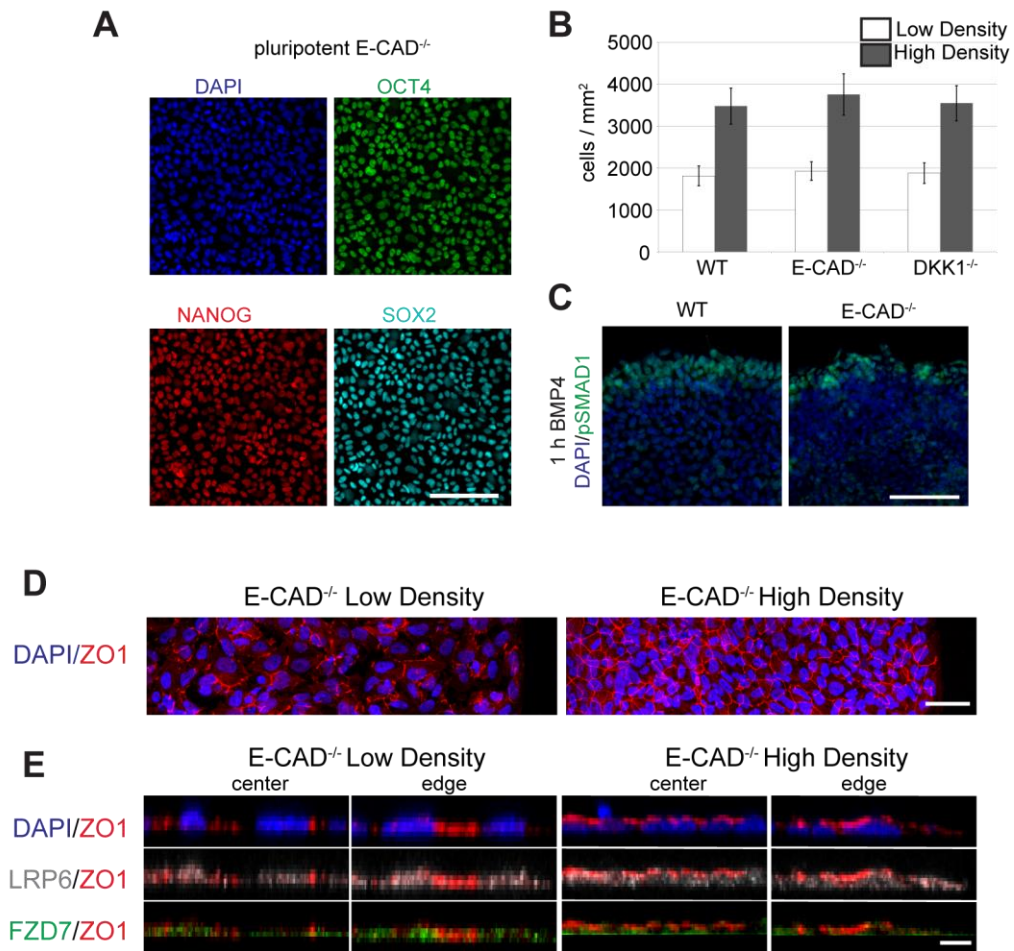 A
pluripotent E-CAD⁻/⁻
DAPI
OCT4
NANOG
SOX2
B
Low Density
High Density
5000
4000
3000
2000
1000
0
cells / mm²
WT
E-CAD⁻/⁻
DKK1⁻/⁻
C
WT
E-CAD⁻/⁻
1 h BMP4
DAPI/pSMAD1
D
E-CAD⁻/⁻ Low Density
E-CAD⁻/⁻ High Density
DAPI/ZO1
E
E-CAD⁻/⁻ Low Density
E-CAD⁻/⁻ High Density
center
edge
center
edge
DAPI/ZO1
LRP6/ZO1
FZD7/ZO1